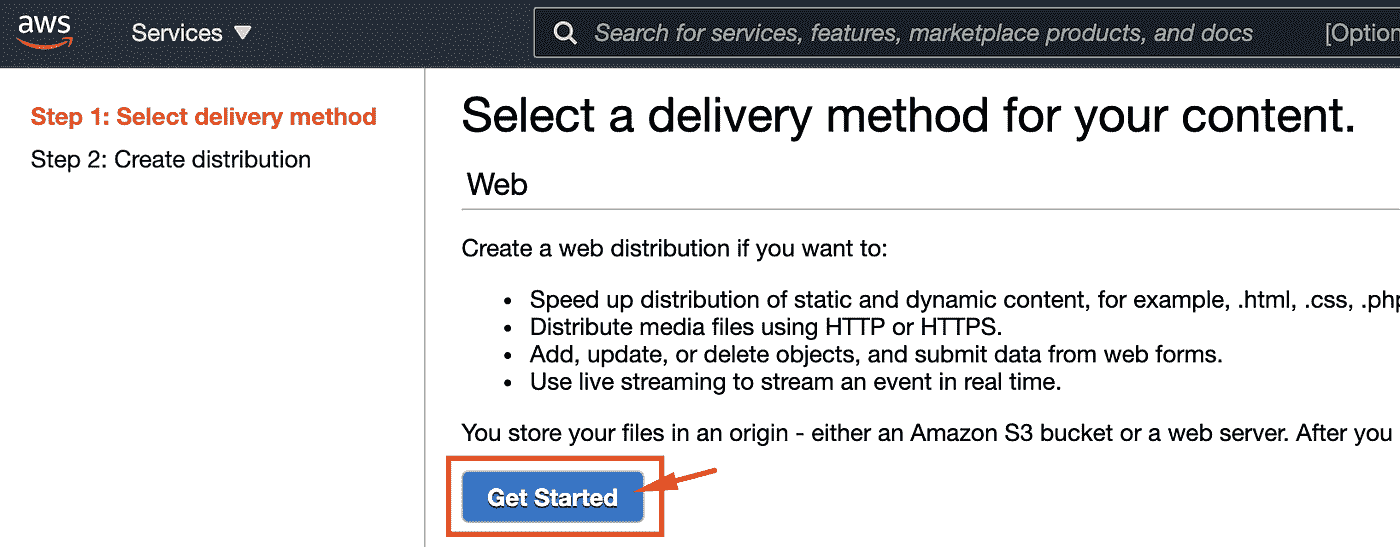 aws
Services
Search for services, features, marketplace products, and docs
[Option
Step 1: Select delivery method
Step 2: Create distribution
Select a delivery method for your content.
Web
Create a web distribution if you want to:
• Speed up distribution of static and dynamic content, for example, .html, .css, .php
• Distribute media files using HTTP or HTTPS.
• Add, update, or delete objects, and submit data from web forms.
• Use live streaming to stream an event in real time.
You store your files in an origin - either an Amazon S3 bucket or a web server. After you
Get Started